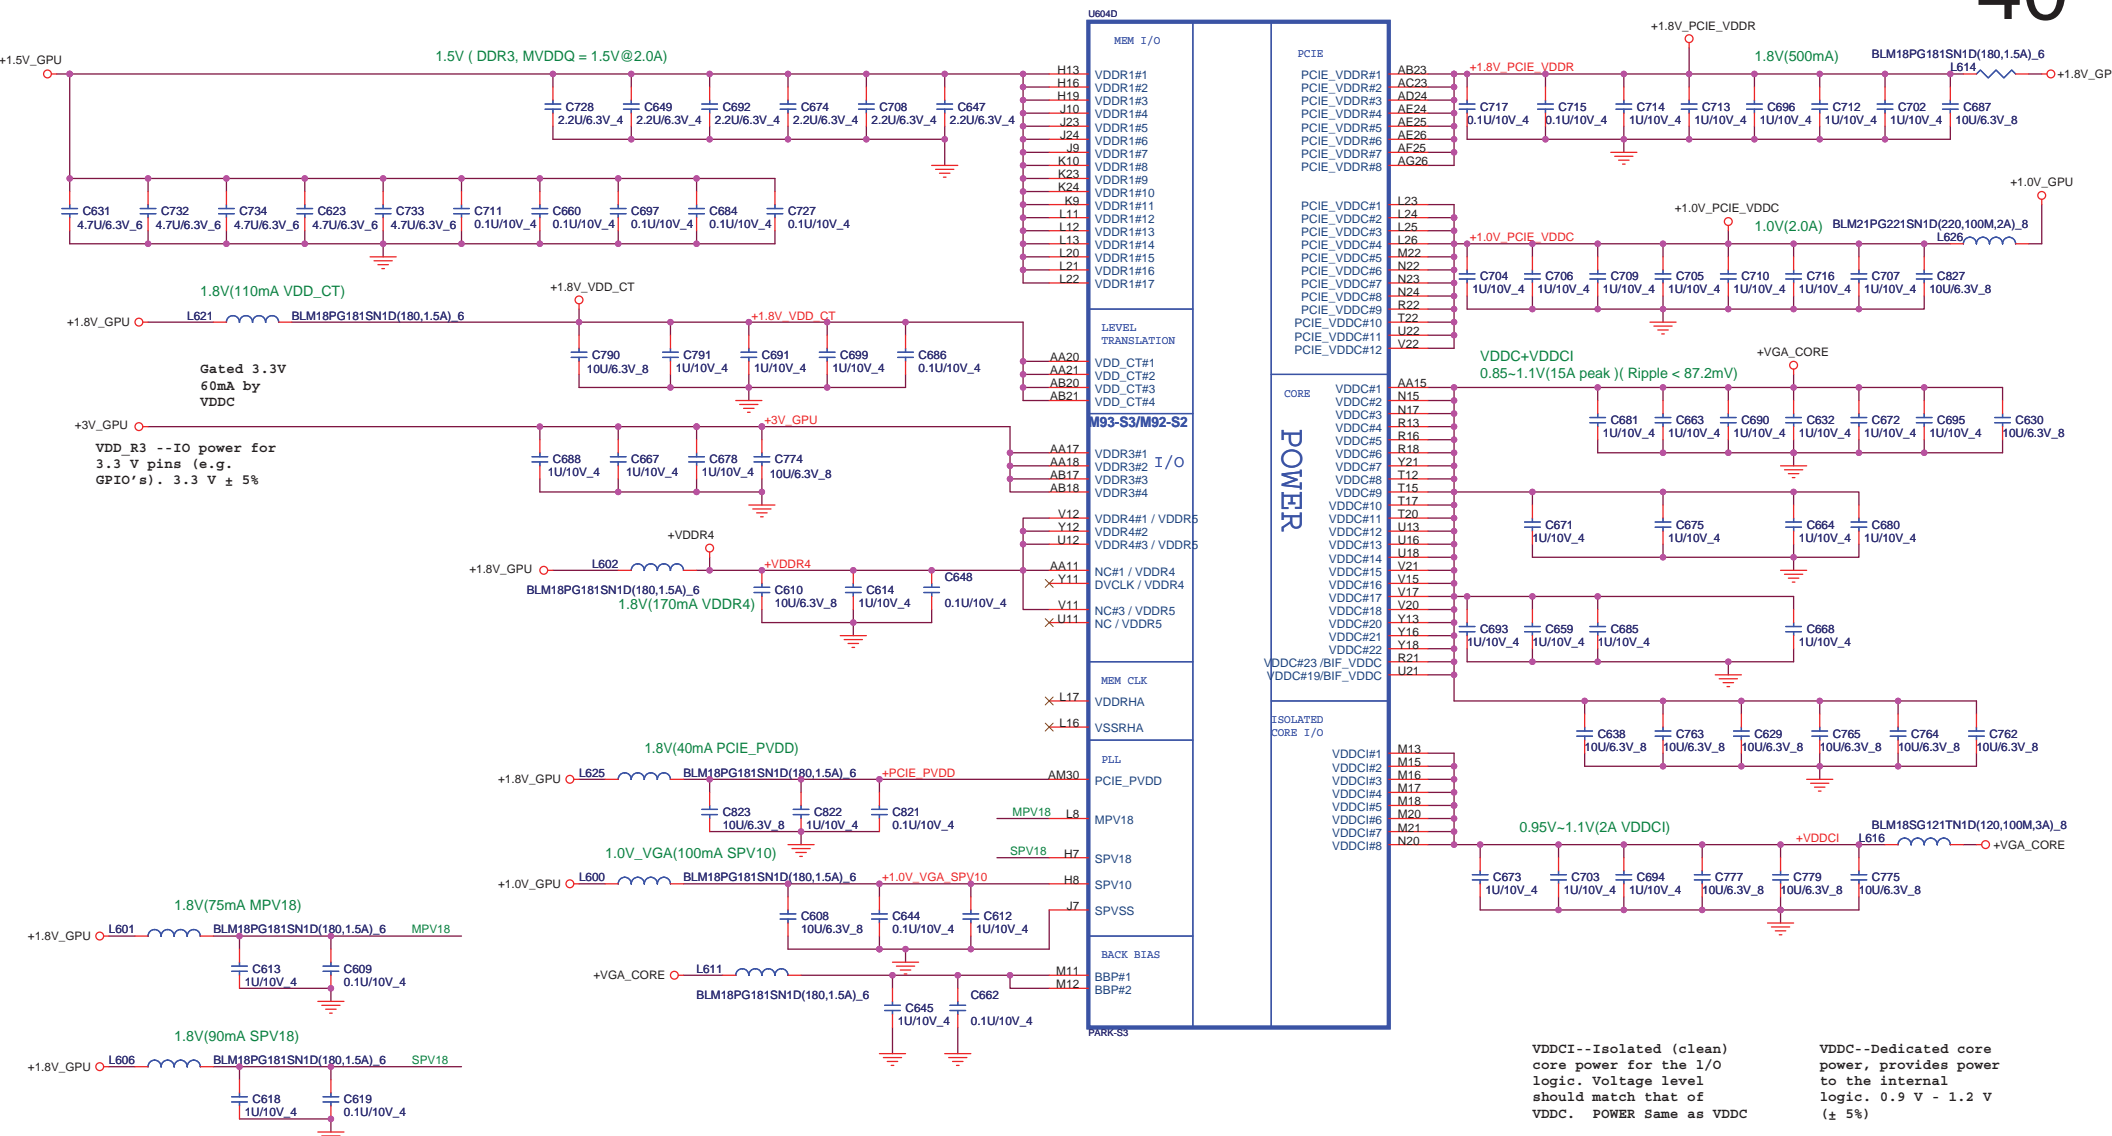 U604D
+1.5V_GPU
1.5V ( DDR3, MVDDQ = 1.5V@2.0A)
C728
2.2U/6.3V_4
C649
2.2U/6.3V_4
C692
2.2U/6.3V_4
C674
2.2U/6.3V_4
C708
2.2U/6.3V_4
C647
2.2U/6.3V_4
C631
4.7U/6.3V_6
C732
4.7U/6.3V_6
C734
4.7U/6.3V_6
C623
4.7U/6.3V_6
C733
4.7U/6.3V_6
C711
0.1U/10V_4
C660
0.1U/10V_4
C697
0.1U/10V_4
C684
0.1U/10V_4
C727
0.1U/10V_4
1.8V(110mA VDD_CT)
+1.8V_VDD_CT
+1.8V_GPU
L621
BLM18PG181SN1D(180,1.5A)_6
+1.8V_VDD_CT
C790
10U/6.3V_8
C791
1U/10V_4
C691
1U/10V_4
C699
1U/10V_4
C686
0.1U/10V_4
Gated 3.3V
60mA by
VDDC
+3V_GPU
+3V_GPU
VDD_R3 --IO power for
3.3 V pins (e.g.
GPIO's). 3.3 V ± 5%
C688
1U/10V_4
C667
1U/10V_4
C678
1U/10V_4
C774
10U/6.3V_8
+VDDR4
+1.8V_GPU
L602
+VDDR4
BLM18PG181SN1D(180,1.5A)_6
1.8V(170mA VDDR4)
C610
10U/6.3V_8
C614
1U/10V_4
C648
0.1U/10V_4
1.8V(40mA PCIE_PVDD)
+1.8V_GPU
L625
BLM18PG181SN1D(180,1.5A)_6
+PCIE_PVDD
C823
10U/6.3V_8
C822
1U/10V_4
C821
0.1U/10V_4
MPV18
SPV18
1.0V_VGA(100mA SPV10)
+1.0V_GPU
L600
BLM18PG181SN1D(180,1.5A)_6
+1.0V_VGA_SPV10
C608
10U/6.3V_8
C644
0.1U/10V_4
C612
1U/10V_4
1.8V(75mA MPV18)
+1.8V_GPU
L601
BLM18PG181SN1D(180,1.5A)_6
MPV18
C613
1U/10V_4
C609
0.1U/10V_4
+VGA_CORE
L611
BLM18PG181SN1D(180,1.5A)_6
C645
1U/10V_4
C662
0.1U/10V_4
1.8V(90mA SPV18)
+1.8V_GPU
L606
BLM18PG181SN1D(180,1.5A)_6
SPV18
C618
1U/10V_4
C619
0.1U/10V_4
MEM I/O
H13 VDDR1#1
H16 VDDR1#2
H19 VDDR1#3
J10 VDDR1#4
J23 VDDR1#5
J24 VDDR1#6
J9 VDDR1#7
K10 VDDR1#8
K23 VDDR1#9
K24 VDDR1#10
K9 VDDR1#11
L11 VDDR1#12
L12 VDDR1#13
L13 VDDR1#14
L20 VDDR1#15
L21 VDDR1#16
L22 VDDR1#17
LEVEL
TRANSLATION
AA20 VDD_CT#1
AA21 VDD_CT#2
AB20 VDD_CT#3
AB21 VDD_CT#4
M93-S3/M92-S2
I/O
AA17 VDDR3#1
AA18 VDDR3#2
AB17 VDDR3#3
AB18 VDDR3#4
V12 VDDR4#1 / VDDR5
Y12 VDDR4#2
U12 VDDR4#3 / VDDR5
AA11 NC#1 / VDDR4
Y11 DVCLK / VDDR4
V11 NC#3 / VDDR5
U11 NC / VDDR5
MEM CLK
L17 VDDRHA
L16 VSSRHA
PLL
AM30 PCIE_PVDD
L8 MPV18
H7 SPV18
H8 SPV10
J7 SPVSS
BACK BIAS
M11 BBP#1
M12 BBP#2
PARK-S3
POWER
PCIE
PCIE_VDDR#1 AB23
PCIE_VDDR#2 AC23
PCIE_VDDR#3 AD24
PCIE_VDDR#4 AE24
PCIE_VDDR#5 AE25
PCIE_VDDR#6 AE26
PCIE_VDDR#7 AF25
PCIE_VDDR#8 AG26
PCIE_VDDC#1 L23
PCIE_VDDC#2 L24
PCIE_VDDC#3 L25
PCIE_VDDC#4 L26
PCIE_VDDC#5 M22
PCIE_VDDC#6 N22
PCIE_VDDC#7 N23
PCIE_VDDC#8 N24
PCIE_VDDC#9 R22
PCIE_VDDC#10 T22
PCIE_VDDC#11 U22
PCIE_VDDC#12 V22
CORE
VDDC#1 AA15
VDDC#2 N15
VDDC#3 N17
VDDC#4 R13
VDDC#5 R16
VDDC#6 R18
VDDC#7 Y21
VDDC#8 T12
VDDC#9 T15
VDDC#10 T17
VDDC#11 T20
VDDC#12 U13
VDDC#13 U16
VDDC#14 U18
VDDC#15 V21
VDDC#16 V15
VDDC#17 V17
VDDC#18 V20
VDDC#20 Y13
VDDC#21 Y16
VDDC#22 Y18
VDDC#23 /BIF_VDDC R21
VDDC#19/BIF_VDDC U21
ISOLATED
CORE I/O
VDDCI#1 M13
VDDCI#2 M15
VDDCI#3 M16
VDDCI#4 M17
VDDCI#5 M18
VDDCI#6 M20
VDDCI#7 M21
VDDCI#8 N20
+1.8V_PCIE_VDDR
+1.8V_PCIE_VDDR
1.8V(500mA)
BLM18PG181SN1D(180,1.5A)_6
L614
+1.8V_GP
C717
0.1U/10V_4
C715
0.1U/10V_4
C714
1U/10V_4
C713
1U/10V_4
C696
1U/10V_4
C712
1U/10V_4
C702
1U/10V_4
C687
10U/6.3V_8
+1.0V_GPU
+1.0V_PCIE_VDDC
+1.0V_PCIE_VDDC
1.0V(2.0A)
BLM21PG221SN1D(220,100M,2A)_8
L626
C704
1U/10V_4
C706
1U/10V_4
C709
1U/10V_4
C705
1U/10V_4
C710
1U/10V_4
C716
1U/10V_4
C707
1U/10V_4
C827
10U/6.3V_8
VDDC+VDDCI
0.85~1.1V(15A peak )( Ripple < 87.2mV)
+VGA_CORE
C681
1U/10V_4
C663
1U/10V_4
C690
1U/10V_4
C632
1U/10V_4
C672
1U/10V_4
C695
1U/10V_4
C630
10U/6.3V_8
C671
1U/10V_4
C675
1U/10V_4
C664
1U/10V_4
C680
1U/10V_4
C693
1U/10V_4
C659
1U/10V_4
C685
1U/10V_4
C668
1U/10V_4
C638
10U/6.3V_8
C763
10U/6.3V_8
C629
10U/6.3V_8
C765
10U/6.3V_8
C764
10U/6.3V_8
C762
10U/6.3V_8
0.95V~1.1V(2A VDDCI)
+VDDCI
BLM18SG121TN1D(120,100M,3A)_8
L616
+VGA_CORE
C673
1U/10V_4
C703
1U/10V_4
C694
1U/10V_4
C777
10U/6.3V_8
C779
10U/6.3V_8
C775
10U/6.3V_8
VDDCI--Isolated (clean)
core power for the l/O
logic. Voltage level
should match that of
VDDC.  POWER Same as VDDC
VDDC--Dedicated core
power, provides power
to the internal
logic. 0.9 V - 1.2 V
(± 5%)